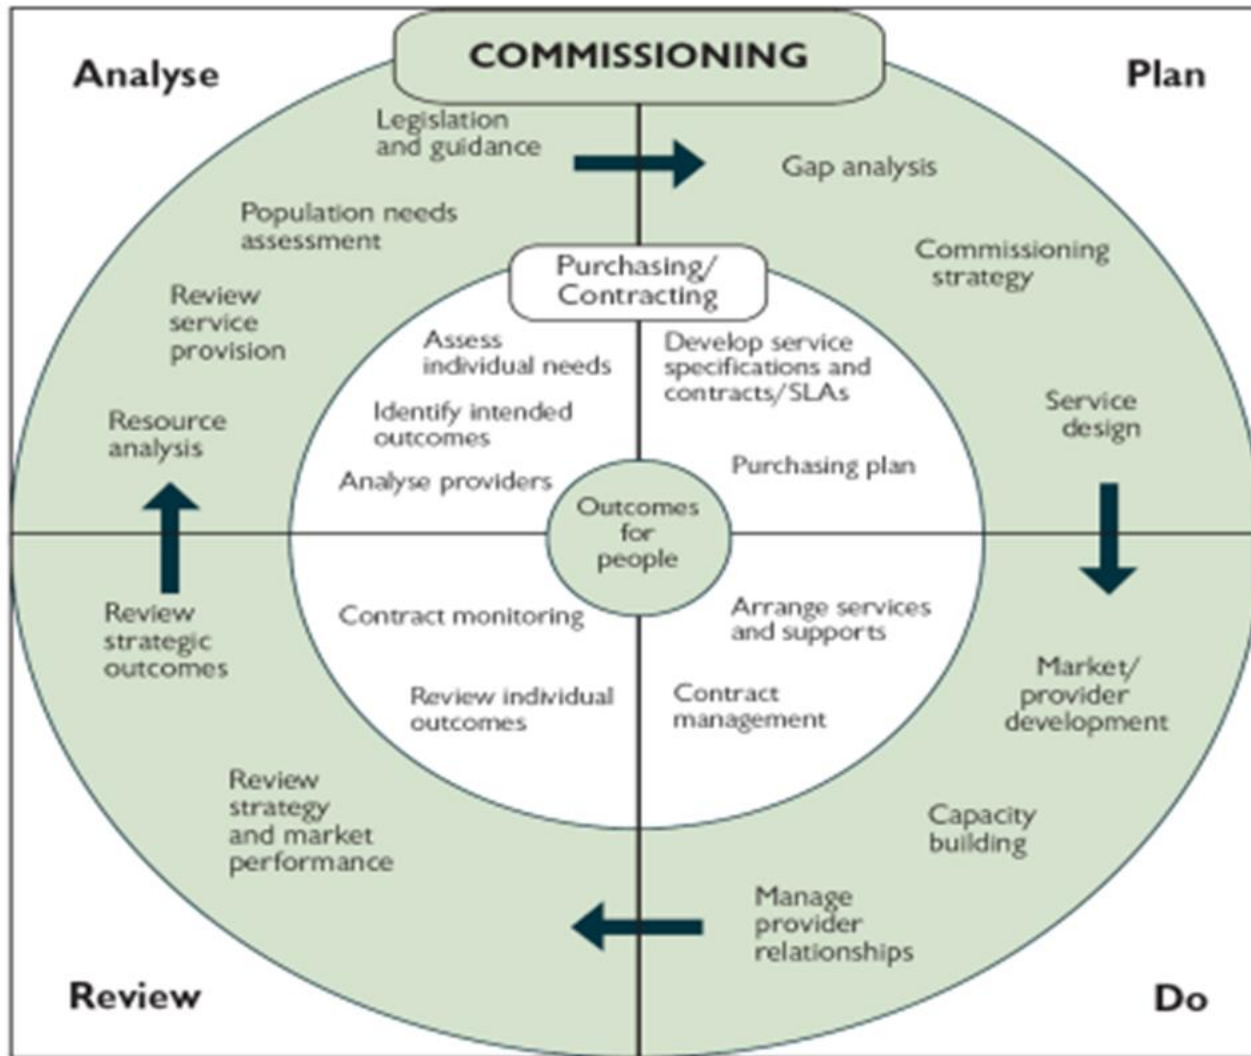 COMMISSIONING
Analyse
Plan
Legislation
and guidance
Population needs
assessment
Review
service
provision
Resource
analysis
Gap analysis
Commissioning
strategy
Service
design
Purchasing/
Contracting
Assess
individual needs
Identify intended
outcomes
Analyse providers
Develop service
specifications and
contracts/SLAs
Purchasing plan
Outcomes
for
people
Contract monitoring
Review individual
outcomes
Arrange services
and supports
Contract
management
Review
strategic
outcomes
Review
strategy
and market
performance
Market/
provider
development
Capacity
building
Manage
provider
relationships
Review
Do